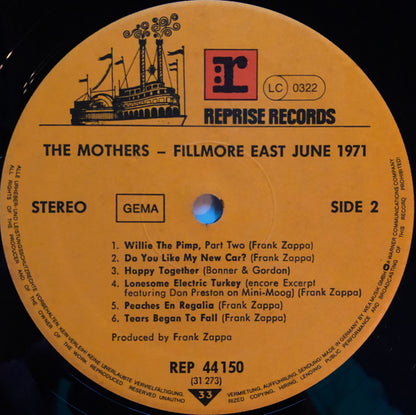 r
LC 0322
REPRISE RECORDS
THE MOTHERS – FILLMORE EAST JUNE 1971
STEREO
GEMA
SIDE 2
1. Willie The Pimp, Part Two (Frank Zappa)
2. Do You Like My New Car? (Frank Zappa)
3. Happy Together (Bonner & Gordon)
4. Lonesome Electric Turkey (encore Excerpt
featuring Dan Preston on Mini-Moog) (Frank Zappa)
5. Peaches En Regalia (Frank Zappa)
6. Tears Began To Fall (Frank Zappa)
Produced by Frank Zappa
REP 44 150
(31 273)
33